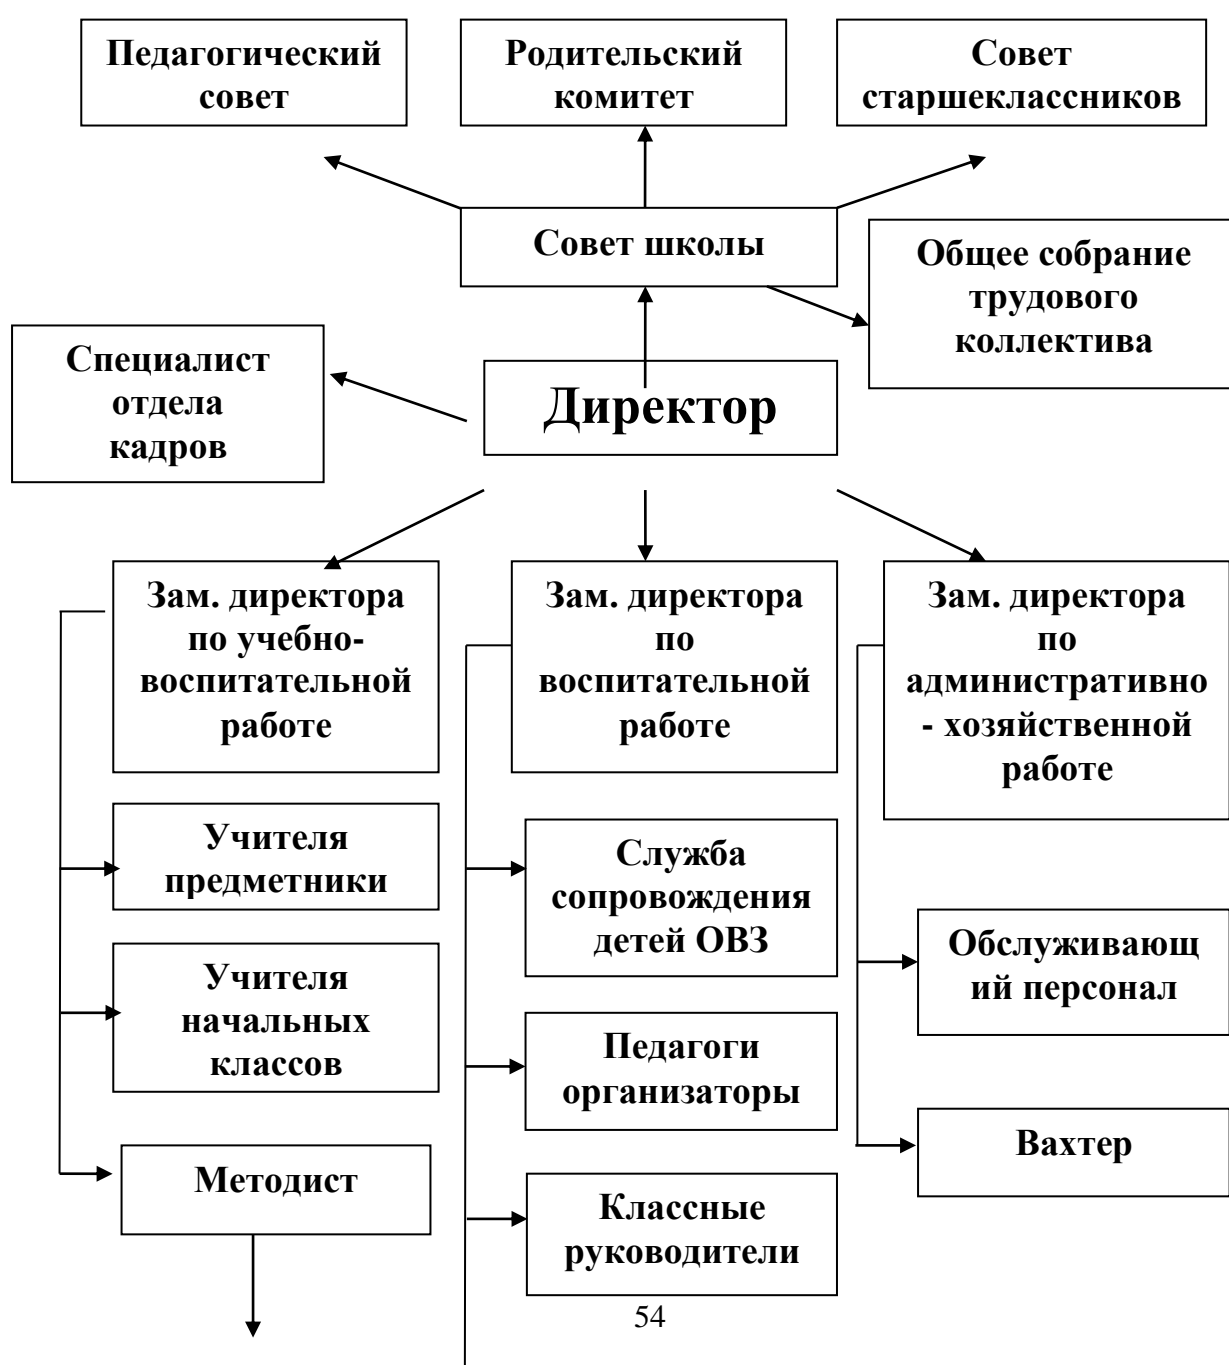 Педагогический
совет
Родительский
комитет
Совет
старшеклассников
Совет школы
Общее собрание
трудового
коллектива
Специалист
отдела
кадров
Директор
Зам. директора
по учебно-
воспитательной
работе
Зам. директора
по
воспитательной
работе
Зам. директора
по
административно
- хозяйственной
работе
Учителя
предметники
Служба
сопровождения
детей ОВЗ
Обслуживающ
ий персонал
Учителя
начальных
классов
Педагоги
организаторы
Вахтер
Методист
Классные
руководители
54